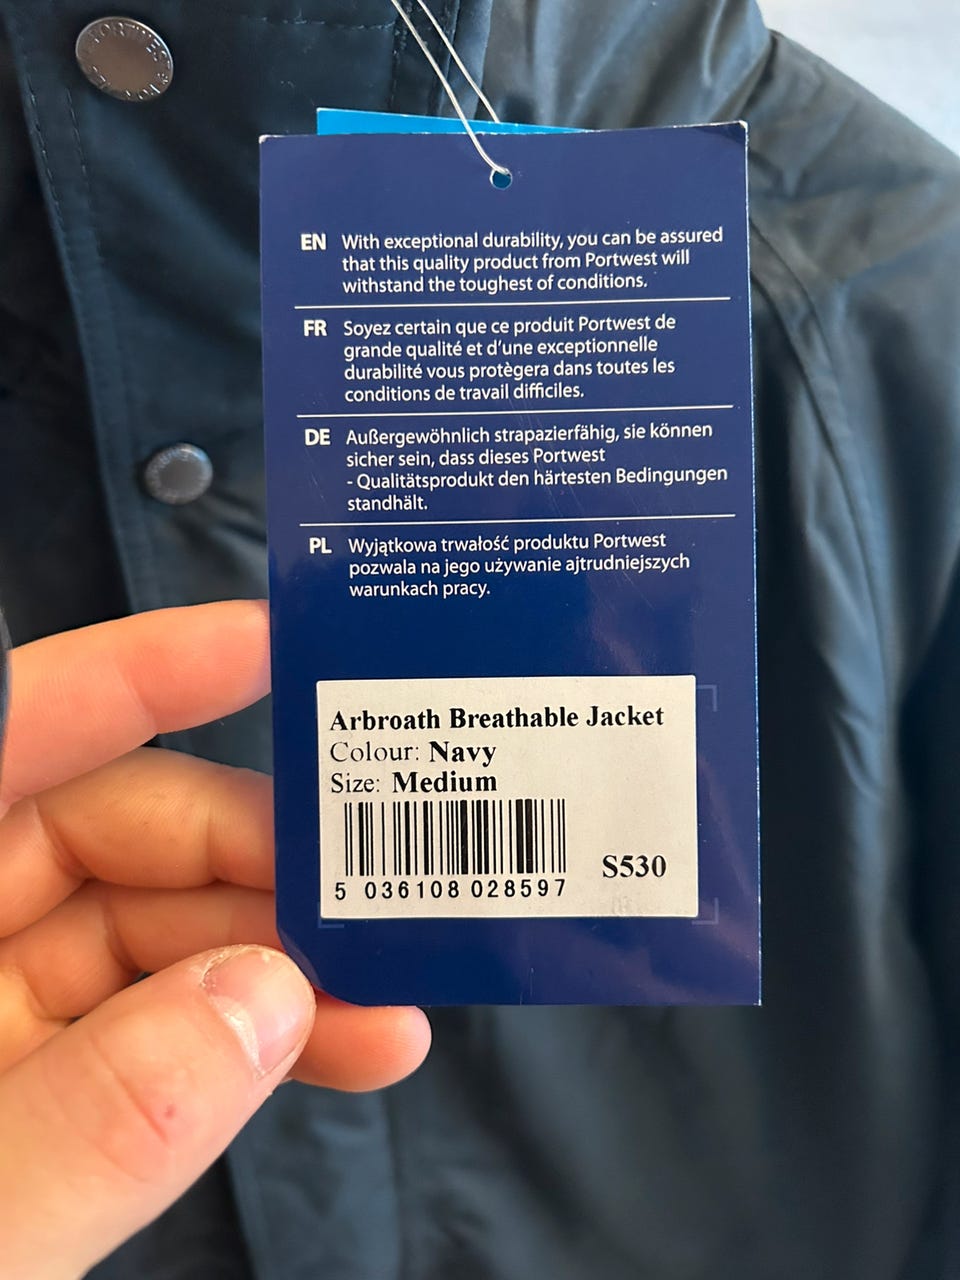 PORTWEST
EN With exceptional durability, you can be assured
that this quality product from Portwest will
withstand the toughest of conditions.
FR Soyez certain que ce produit Portwest de
grande qualité et d'une exceptionnelle
durabilité vous protègera dans toutes les
conditions de travail difficiles.
DE Außergewöhnlich strapazierfähig, sie können
sicher sein, dass dieses Portwest
- Qualitätsprodukt den härtesten Bedingungen
standhält.
PL Wyjątkowa trwałość produktu Portwest
pozwala na jego używanie ajtrudniejszych
warunkach pracy.
Arbroath Breathable Jacket
Colour: Navy
Size: Medium
5 036108 028597
S530